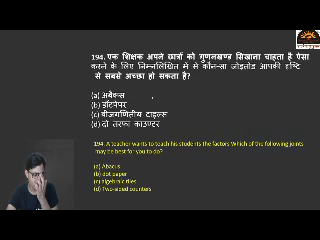 194. एक शिक्षक अपने छात्रों को गुणनखण्ड सिखाना चाहता है ऐसा
करने के लिए निम्नलिखित में से कौन-सा जोड़तोड़ आपकी दृष्टि
से सबसे अच्छा हो सकता है?
(a) अबेकस
(b) डॉटपेपर
(c) बीजगणितीय टाइल्स
(d) दो तरफा काउण्टर
194. A teacher wants to teach his students the factors Which of the following joints
may be best for you to do?
(a) Abacus
(b) dot paper
(c) algebraic tiles
(d) Two-sided counters